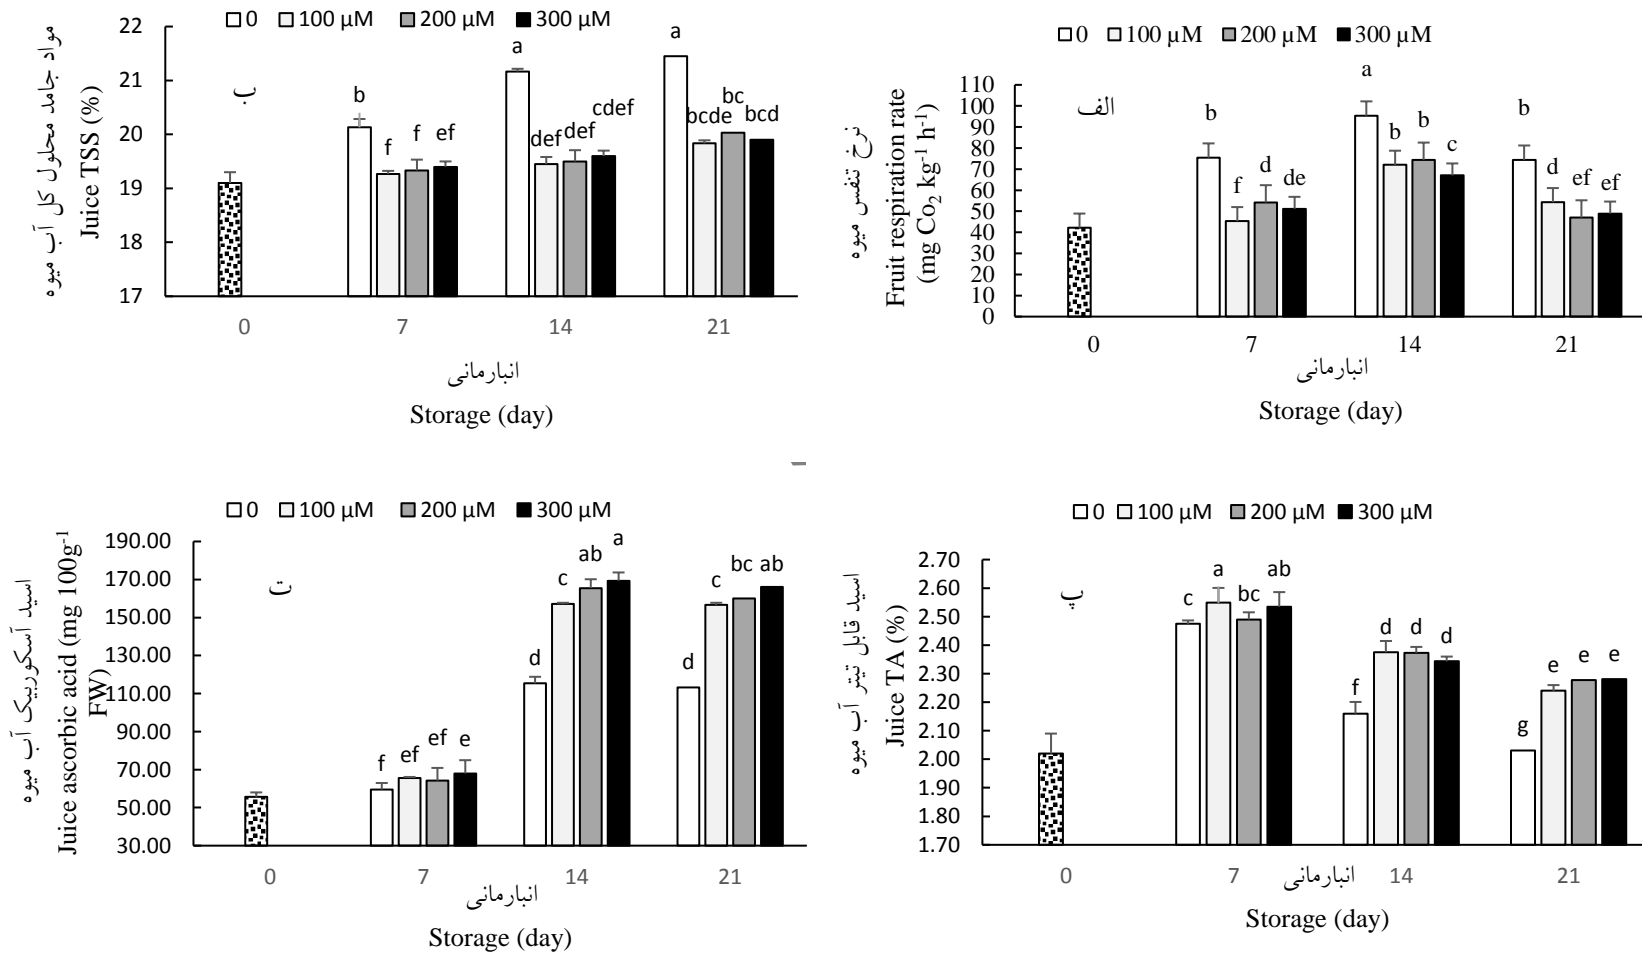 0 100 µM 200 µM 300 µM
مواد جامد محلول کل آب میوه
Juice TSS (%)
22
21
20
19
18
17
ب
b
f
f
ef
a
def
def
cdef
a
bcde
bc
bcd
0 7 14 21
انبارمانی
Storage (day)
0 100 µM 200 µM 300 µM
نرخ تنفس میوه
Fruit respiration rate
(mg Co2 kg-1 h-1)
110
100
90
80
70
60
50
40
30
20
10
0
الف
b
f
d
de
a
b
b
c
b
d
ef
ef
0 7 14 21
انبارمانی
Storage (day)
0 100 µM 200 µM 300 µM
اسید آسکوربیک آب میوه
Juice ascorbic acid (mg 100g-1
FW)
190.00
170.00
150.00
130.00
110.00
90.00
70.00
50.00
30.00
ت
f
ef
ef
e
d
c
ab
a
d
c
bc
ab
0 7 14 21
انبارمانی
Storage (day)
0 100 µM 200 µM 300 µM
اسید قابل تیتر آب میوه
Juice TA (%)
2.70
2.60
2.50
2.40
2.30
2.20
2.10
2.00
1.90
1.80
1.70
پ
c
a
bc
ab
f
d
d
d
g
e
e
e
0 7 14 21
انبارمانی
Storage (day)